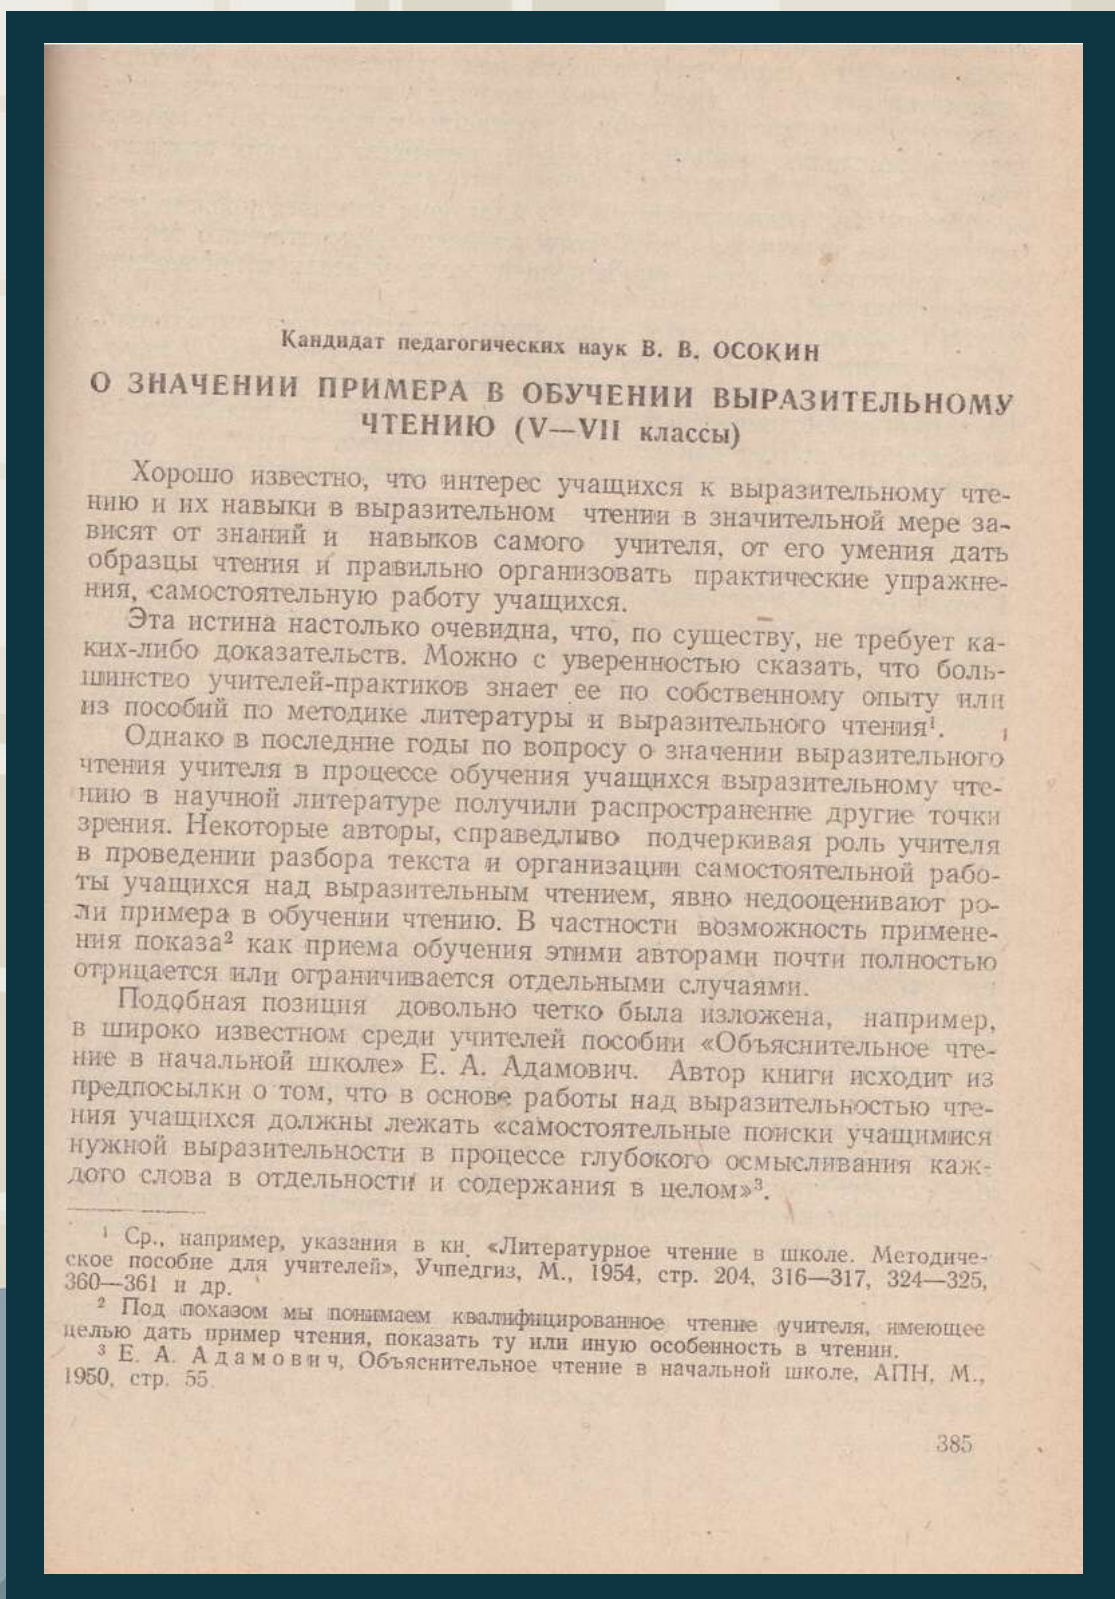 Кандидат педагогических наук В. В. ОСОКИН
О ЗНАЧЕНИИ ПРИМЕРА В ОБУЧЕНИИ ВЫРАЗИТЕЛЬНОМУ
ЧТЕНИЮ (V—VII классы)
Хорошо известно, что интерес учащихся к выразительному чте-
нию и их навыки в выразительном чтении в значительной мере за-
висят от знаний и навыков самого учителя, от его умения дать
образцы чтения и правильно организовать практические упражне-
ния, самостоятельную работу учащихся.
Эта истина настолько очевидна, что, по существу, не требует ка-
ких-либо доказательств. Можно с уверенностью сказать, что боль-
шинство учителей-практиков знает ее по собственному опыту или
из пособий по методике литературы и выразительного чтения¹.
Однако в последние годы по вопросу о значении выразительного
чтения учителя в процессе обучения учащихся выразительному чте-
нию в научной литературе получили распространение другие точки
зрения. Некоторые авторы, справедливо подчеркивая роль учителя
в проведении разбора текста и организации самостоятельной рабо-
ты учащихся над выразительным чтением, явно недооценивают ро-
ли примера в обучении чтению. В частности возможность примене-
ния показа² как приема обучения этими авторами почти полностью
отрицается или ограничивается отдельными случаями.
Подобная позиция довольно четко была изложена, например,
в широко известном среди учителей пособии «Объяснительное чте-
ние в начальной школе» Е. А. Адамович. Автор книги исходит из
предпосылки о том, что в основе работы над выразительностью чте-
ния учащихся должны лежать «самостоятельные поиски учащимися
нужной выразительности в процессе глубокого осмысливания каж-
дого слова в отдельности и содержания в целом»³.
¹ Ср., например, указания в кн. «Литературное чтение в школе. Методиче-
ское пособие для учителей», Учпедгиз, М., 1954, стр. 204, 316—317, 324—325,
360—361 и др.
² Под показом мы понимаем квалифицированное чтение учителя, имеющее
целью дать пример чтения, показать ту или иную особенность в чтении.
³ Е. А. Адамович, Объяснительное чтение в начальной школе, АПН, М.,
1950, стр. 55.
385